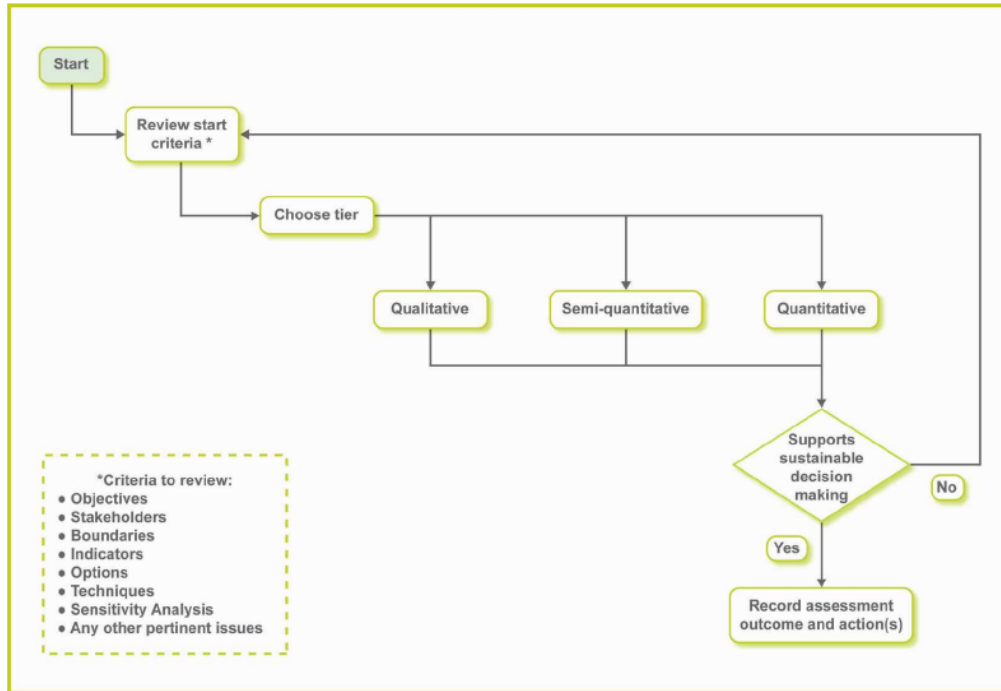 Start
Review start
criteria *
Choose tier
Qualitative
Semi-quantitative
Quantitative
Supports
sustainable
decision
making
No
Yes
Record assessment
outcome and action(s)
*Criteria to review:
● Objectives
● Stakeholders
● Boundaries
● Indicators
● Options
● Techniques
● Sensitivity Analysis
● Any other pertinent issues